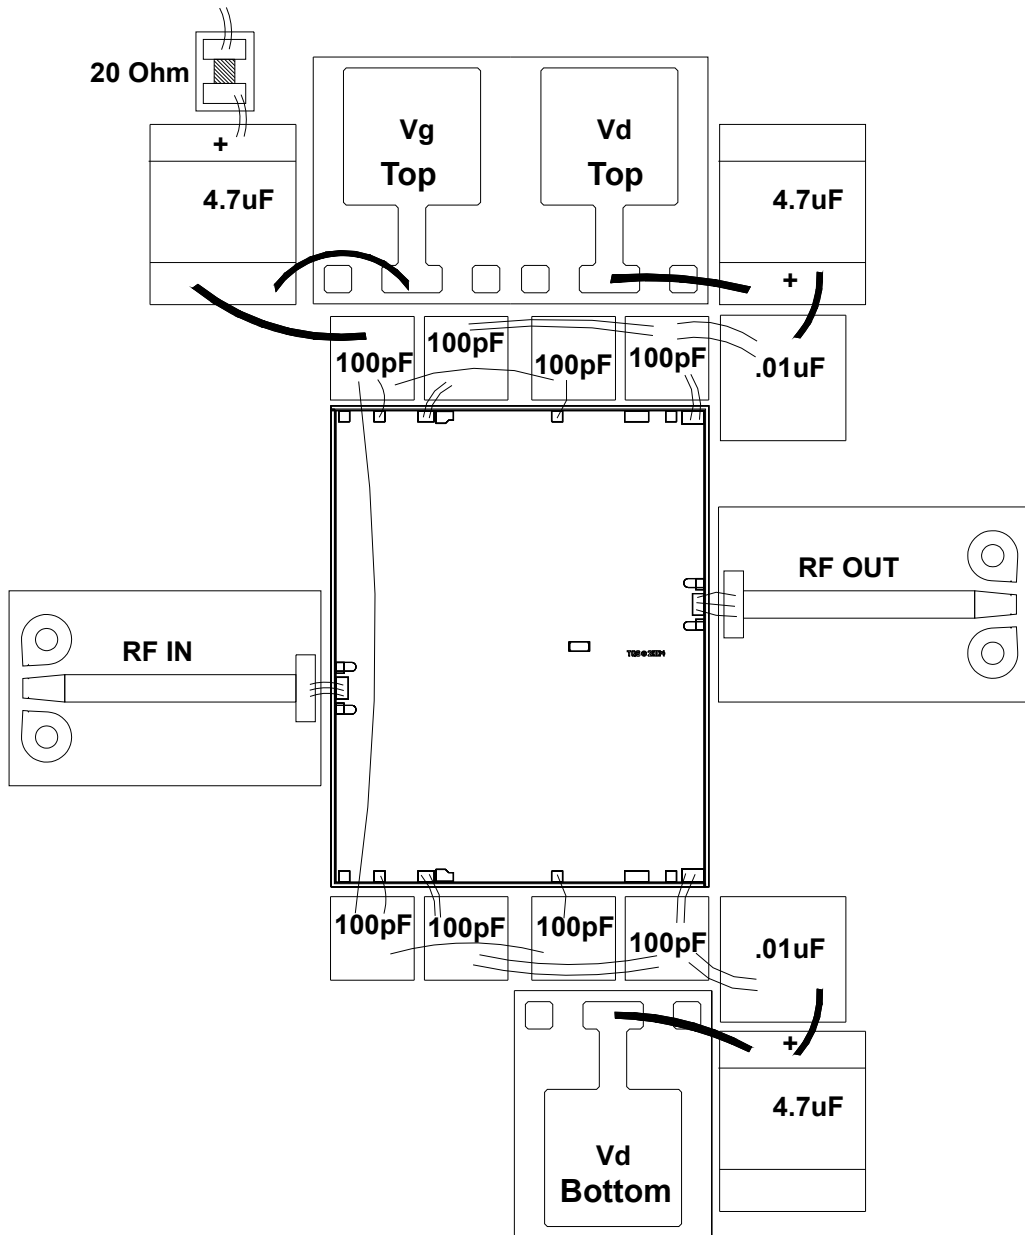 20 Ohm
+
4.7uF
Vg
Top
Vd
Top
4.7uF
+
100pF
100pF
100pF
100pF
.01uF
RF OUT
RF IN
100pF
100pF
100pF
100pF
.01uF
+
4.7uF
Vd
Bottom